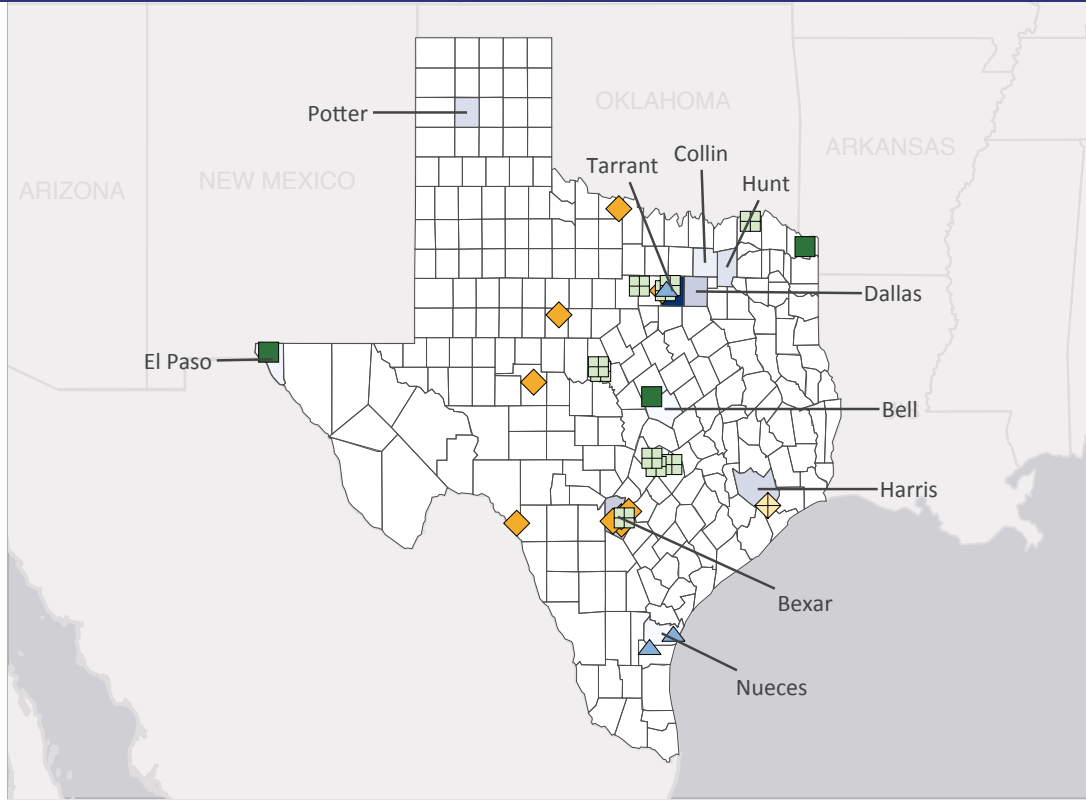 OKLAHOMA
Potter
ARKANSAS
Collin
Tarrant
ARIZONA
NEW MEXICO
Hunt
Dallas
El Paso
Bell
Harris
Bexar
Nueces